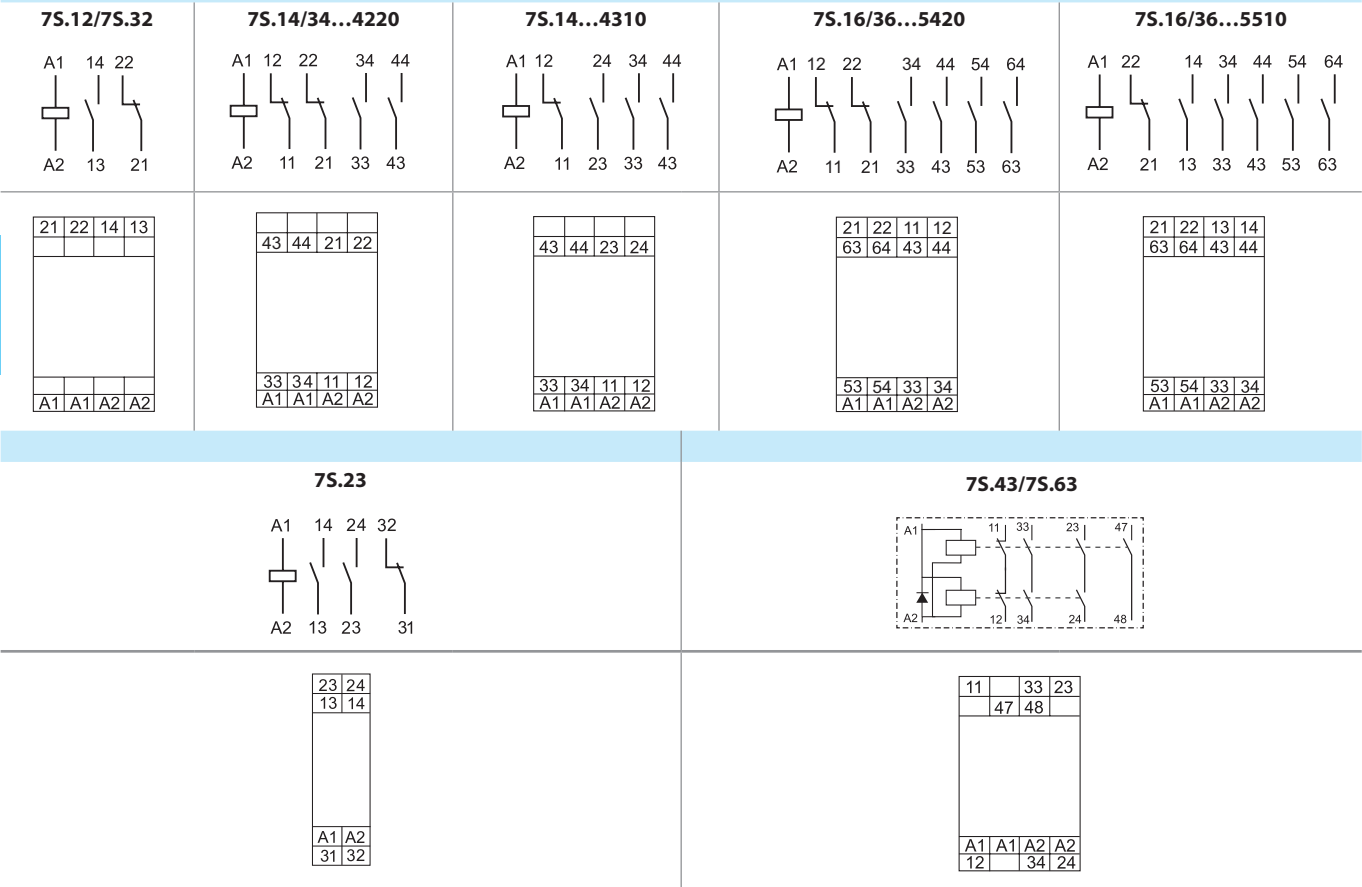 7S.12/7S.32 7S.14/34...4220 7S.14...4310 7S.16/36...5420 7S.16/36...5510
A1 14 22 A1 12 22 34 44 A1 12 24 34 44 A1 12 22 34 44 54 64 A1 22 14 34 44 54 64
A2 13 21 A2 11 21 33 43 A2 11 23 33 43 A2 11 21 33 43 53 63 A2 21 13 33 43 53 63
21 22 14 13 21 22 11 12 21 22 13 14
43 44 21 22 43 44 23 24 63 64 43 44 63 64 43 44
33 34 11 12 33 34 11 12 53 54 33 34 53 54 33 34
A1 A1 A2 A2 A1 A1 A2 A2 A1 A1 A2 A2 A1 A1 A2 A2 A1 A1 A2 A2
7S.23 7S.43/7S.63
A1 14 24 32 A1 11 33 23 47
A2 13 23 31 A2 12 34 24 48
23 24 11 33 23
13 14 47 48
A1 A2 A1 A1 A2 A2
31 32 12 34 24